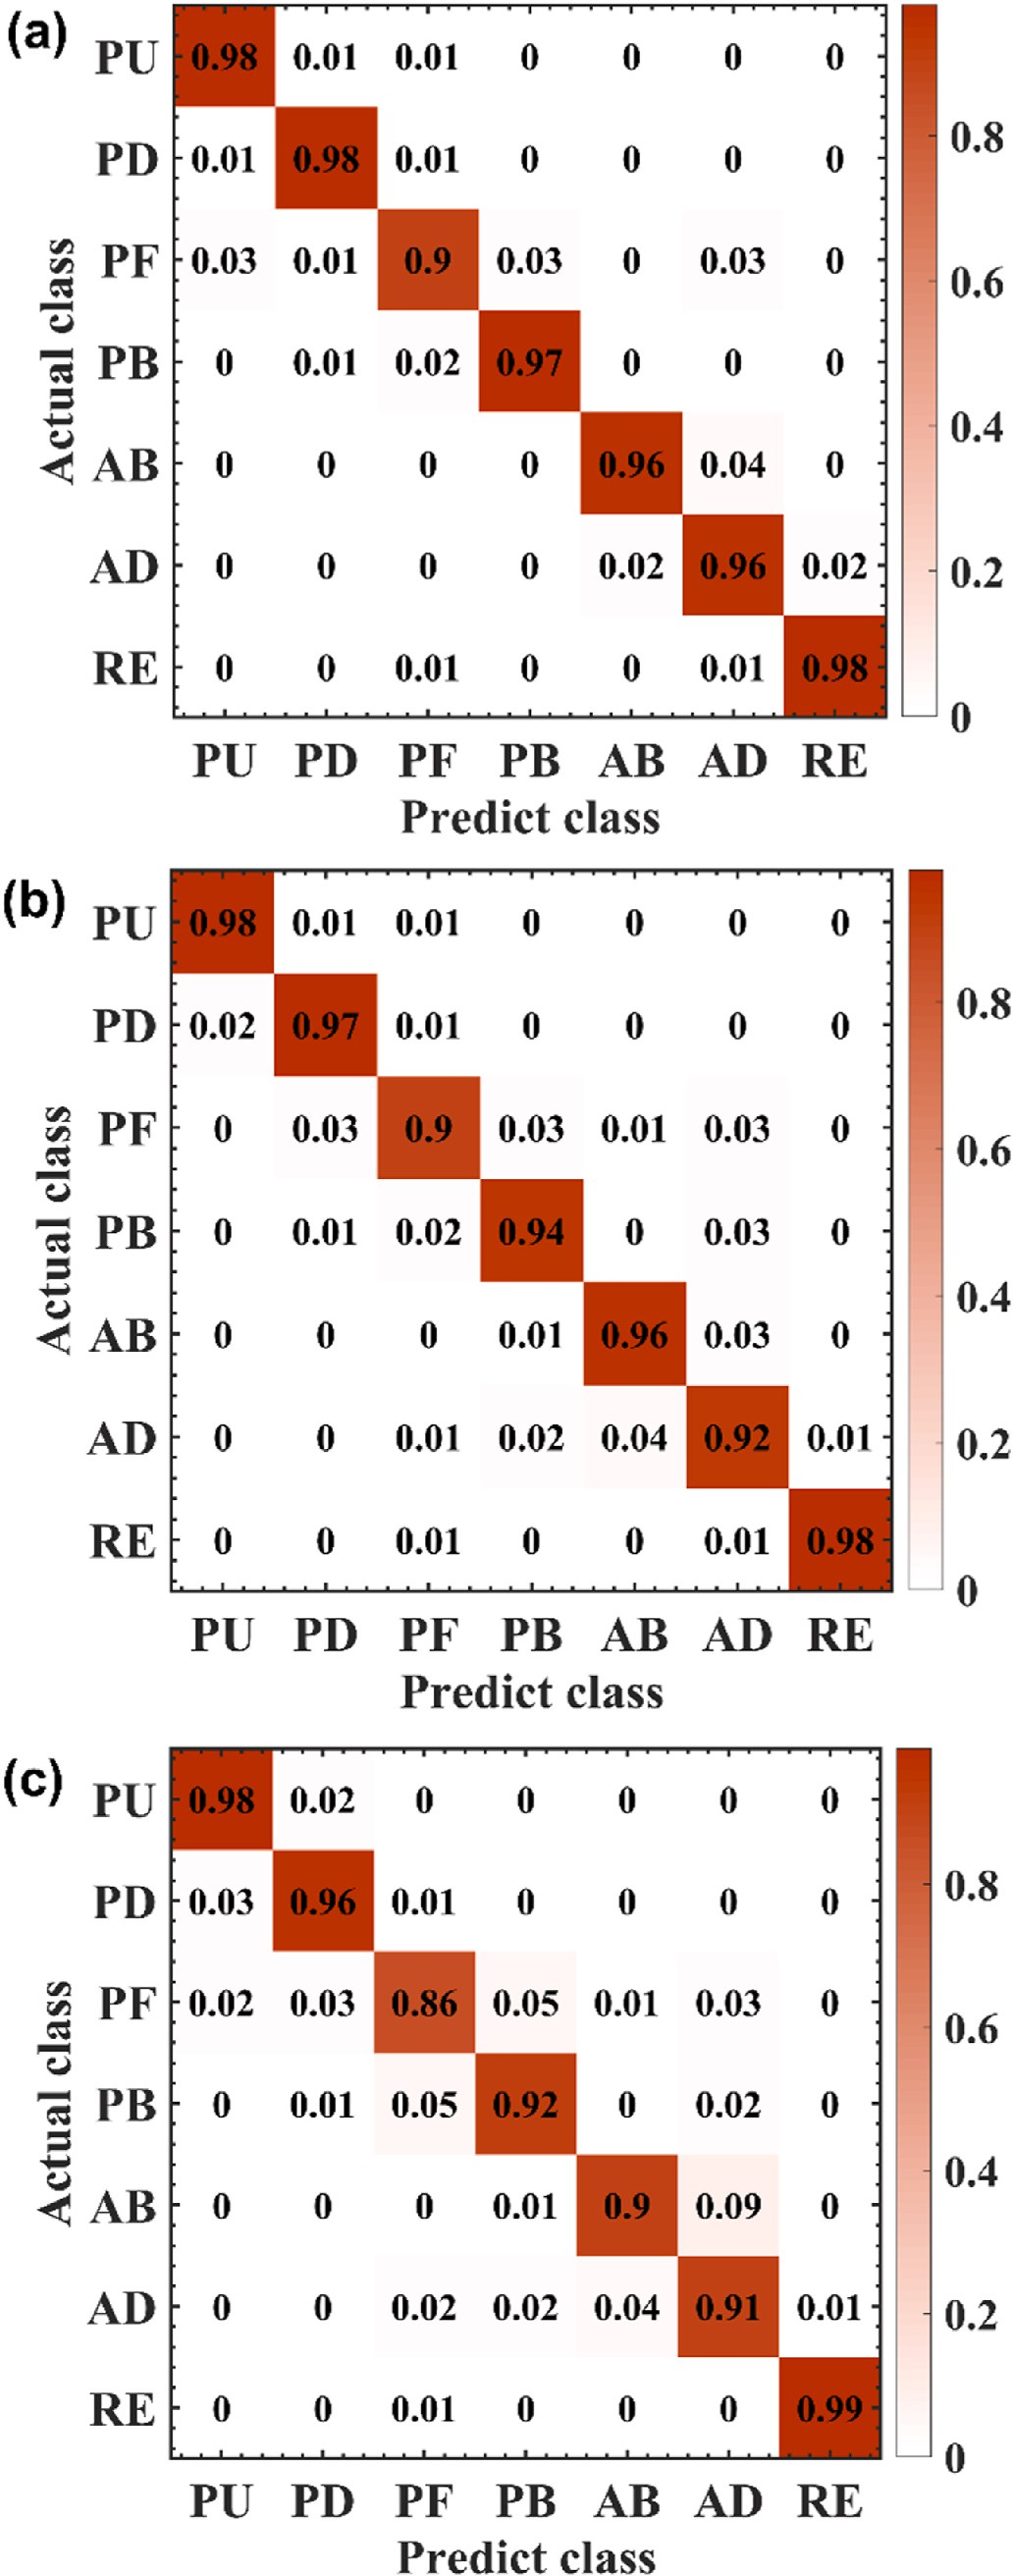 (a)
PU 0.98 0.01 0.01 0 0 0 0
PD 0.01 0.98 0.01 0 0 0 0
PF 0.03 0.01 0.9 0.03 0 0.03 0
PB 0 0.01 0.02 0.97 0 0 0
AB 0 0 0 0 0.96 0.04 0
AD 0 0 0 0 0.02 0.96 0.02
RE 0 0 0.01 0 0 0.01 0.98
PU PD PF PB AB AD RE
Predict class
Actual class
0.8
0.6
0.4
0.2
0
(b)
PU 0.98 0.01 0.01 0 0 0 0
PD 0.02 0.97 0.01 0 0 0 0
PF 0 0.03 0.9 0.03 0.01 0.03 0
PB 0 0.01 0.02 0.94 0 0.03 0
AB 0 0 0 0.01 0.96 0.03 0
AD 0 0 0.01 0.02 0.04 0.92 0.01
RE 0 0 0.01 0 0 0.01 0.98
PU PD PF PB AB AD RE
Predict class
Actual class
0.8
0.6
0.4
0.2
0
(c)
PU 0.98 0.02 0 0 0 0 0
PD 0.03 0.96 0.01 0 0 0 0
PF 0.02 0.03 0.86 0.05 0.01 0.03 0
PB 0 0.01 0.05 0.92 0 0.02 0
AB 0 0 0 0.01 0.9 0.09 0
AD 0 0 0.02 0.02 0.04 0.91 0.01
RE 0 0 0.01 0 0 0 0.99
PU PD PF PB AB AD RE
Predict class
Actual class
0.8
0.6
0.4
0.2
0